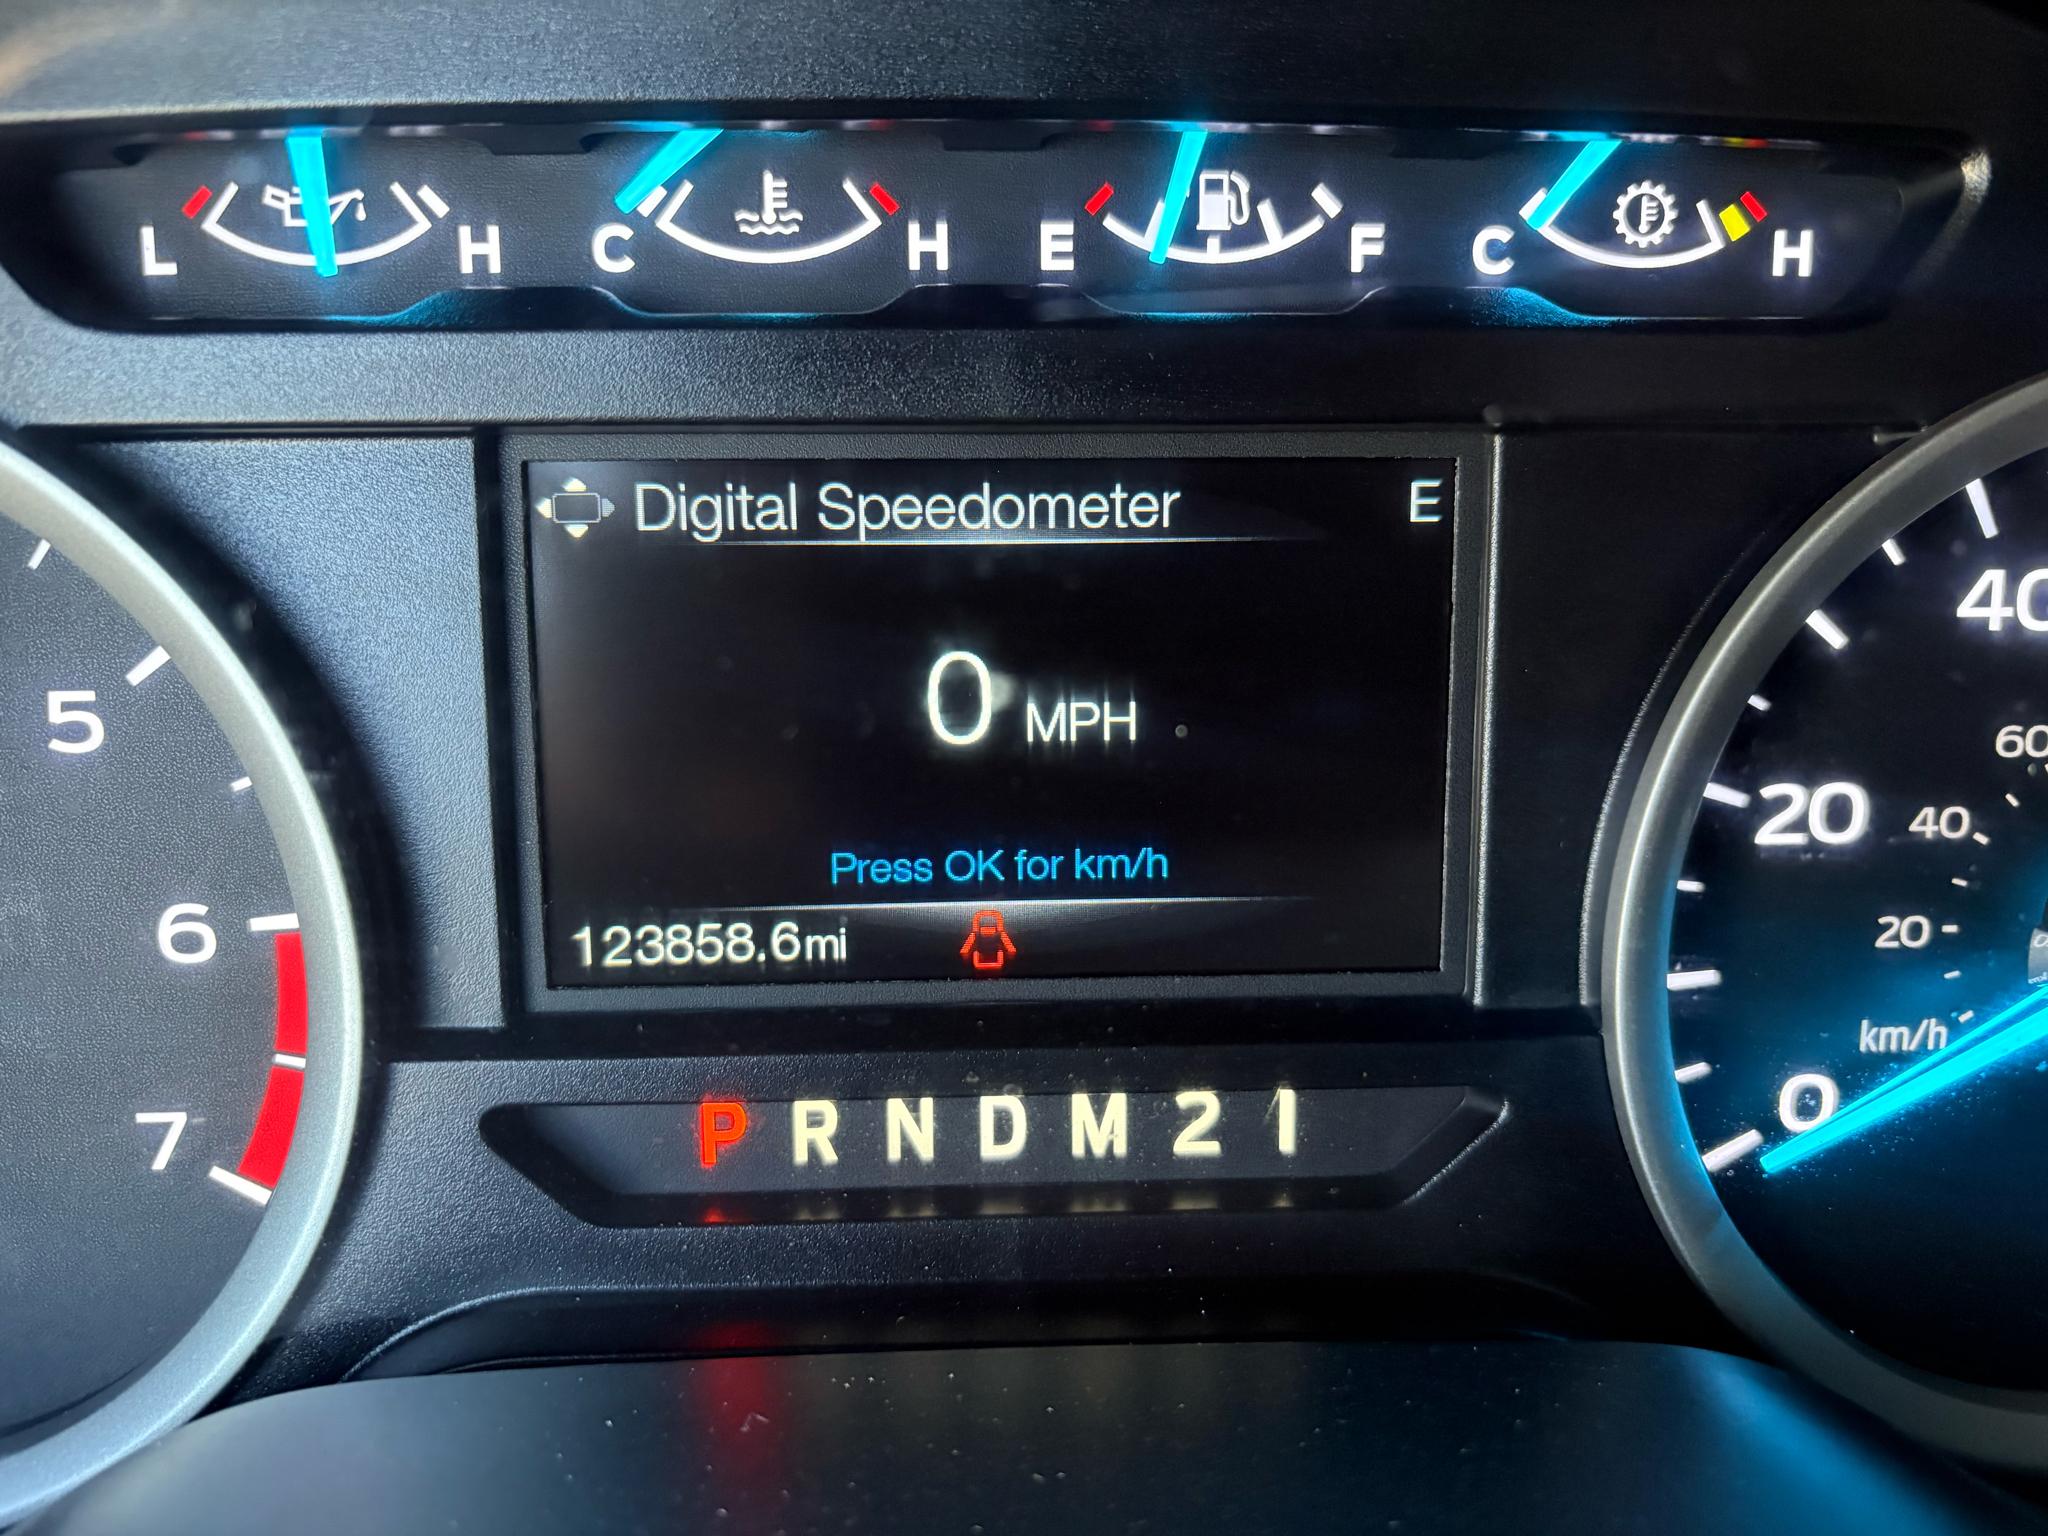 L H C H E F C H
Digital Speedometer E
0 MPH
Press OK for km/h
123858.6mi
P R N D M 2 1
5
6
7
40
20
0
60
40
20
km/h